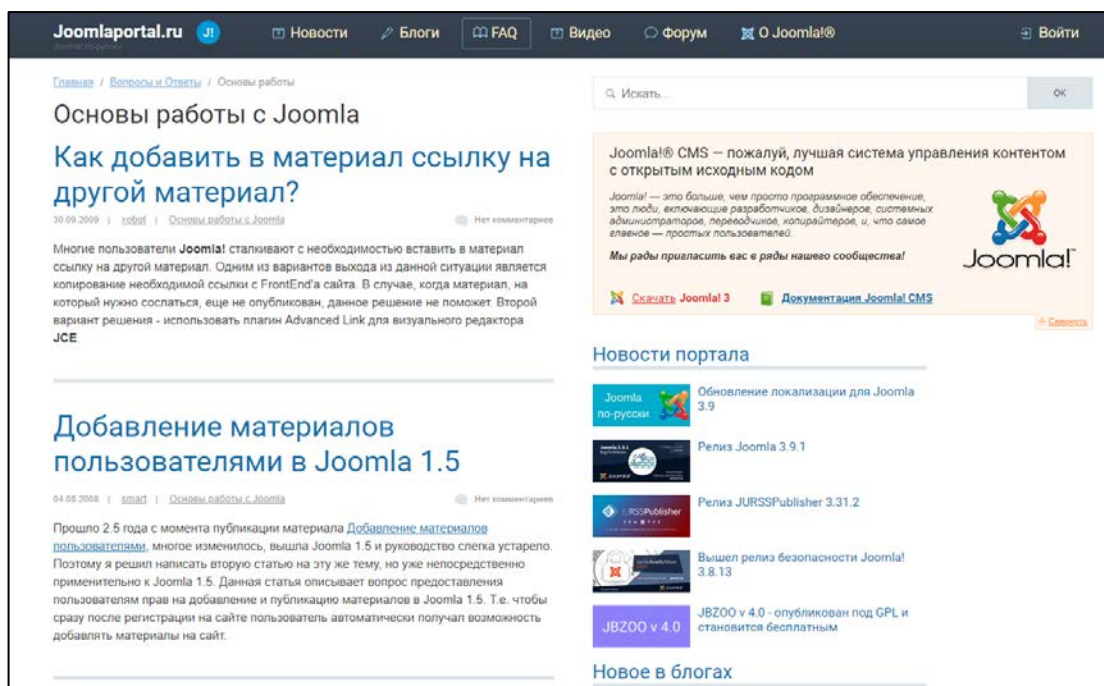 Joomlaportal.ru J!
Joomla! по-русски
Новости
Блоги
FAQ
Видео
Форум
О Joomla!®
Войти
Главная / Вопросы и Ответы / Основы работы
Основы работы с Joomla
Как добавить в материал ссылку на
другой материал?
30.09.2009 | xobot | Основы работы с Joomla Нет комментариев
Многие пользователи Joomla! сталкивают с необходимостью вставить в материал
ссылку на другой материал. Одним из вариантов выхода из данной ситуации является
копирование необходимой ссылки с FrontEnd'а сайта. В случае, когда материал, на
который нужно сослаться, еще не опубликован, данное решение не поможет. Второй
вариант решения - использовать плагин Advanced Link для визуального редактора
JCE.
Добавление материалов
пользователями в Joomla 1.5
04.08.2008 | smart | Основы работы с Joomla Нет комментариев
Прошло 2.5 года с момента публикации материала Добавление материалов
пользователями, многое изменилось, вышла Joomla 1.5 и руководство слегка устарело.
Поэтому я решил написать вторую статью на эту же тему, но уже непосредственно
применительно к Joomla 1.5. Данная статья описывает вопрос предоставления
пользователям прав на добавление и публикацию материалов в Joomla 1.5. Т.е. чтобы
сразу после регистрации на сайте пользователь автоматически получал возможность
добавлять материалы на сайт.
Искать...
ОК
Joomla!® CMS — пожалуй, лучшая система управления контентом
с открытым исходным кодом
Joomla! — это больше, чем просто программное обеспечение,
это люди, включающие разработчиков, дизайнеров, системных
администраторов, переводчиков, копирайтеров, и, что самое
главное — простых пользователей.
Мы рады пригласить вас в ряды нашего сообщества!
Joomla!™
Скачать Joomla! 3
Документация Joomla! CMS
Свернуть
Новости портала
Joomla
по-русски
Обновление локализации для Joomla
3.9
Релиз Joomla 3.9.1
JURSSPublisher
Релиз JURSSPublisher 3.31.2
Вышел релиз безопасности Joomla!
3.8.13
JBZOO v 4.0
JBZOO v 4.0 - опубликован под GPL и
становится бесплатным
Новое в блогах